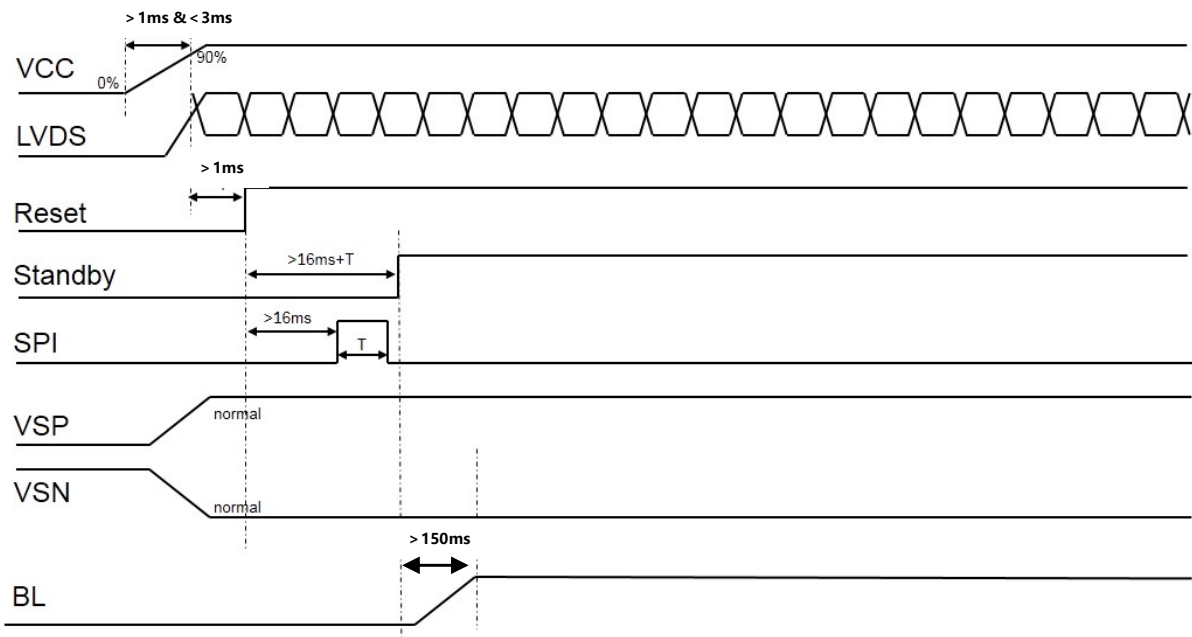 > 1ms & < 3ms
VCC
0%
90%
LVDS
> 1ms
Reset
>16ms+T
Standby
>16ms
SPI
T
normal
VSP
VSN
normal
> 150ms
BL